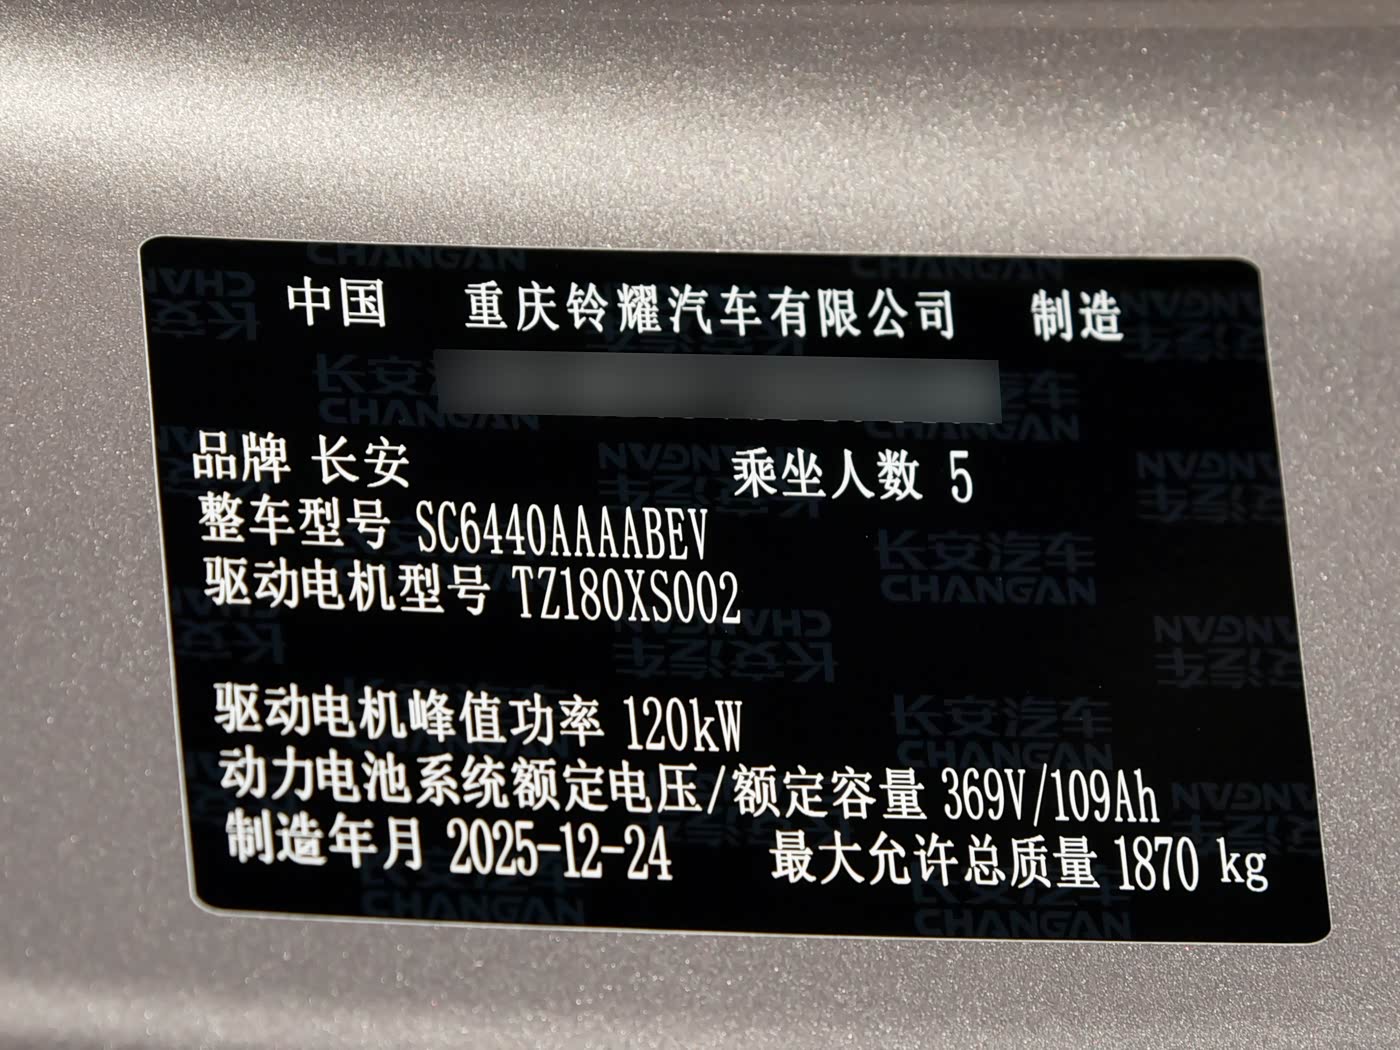 中国 重庆铃耀汽车有限公司 制造
品牌 长安 乘坐人数 5
整车型号 SC6440AAAABEV
驱动电机型号 TZ180XS002
驱动电机峰值功率 120kW
动力电池系统额定电压/额定容量 369V/109Ah
制造年月 2025-12-24 最大允许总质量 1870 kg